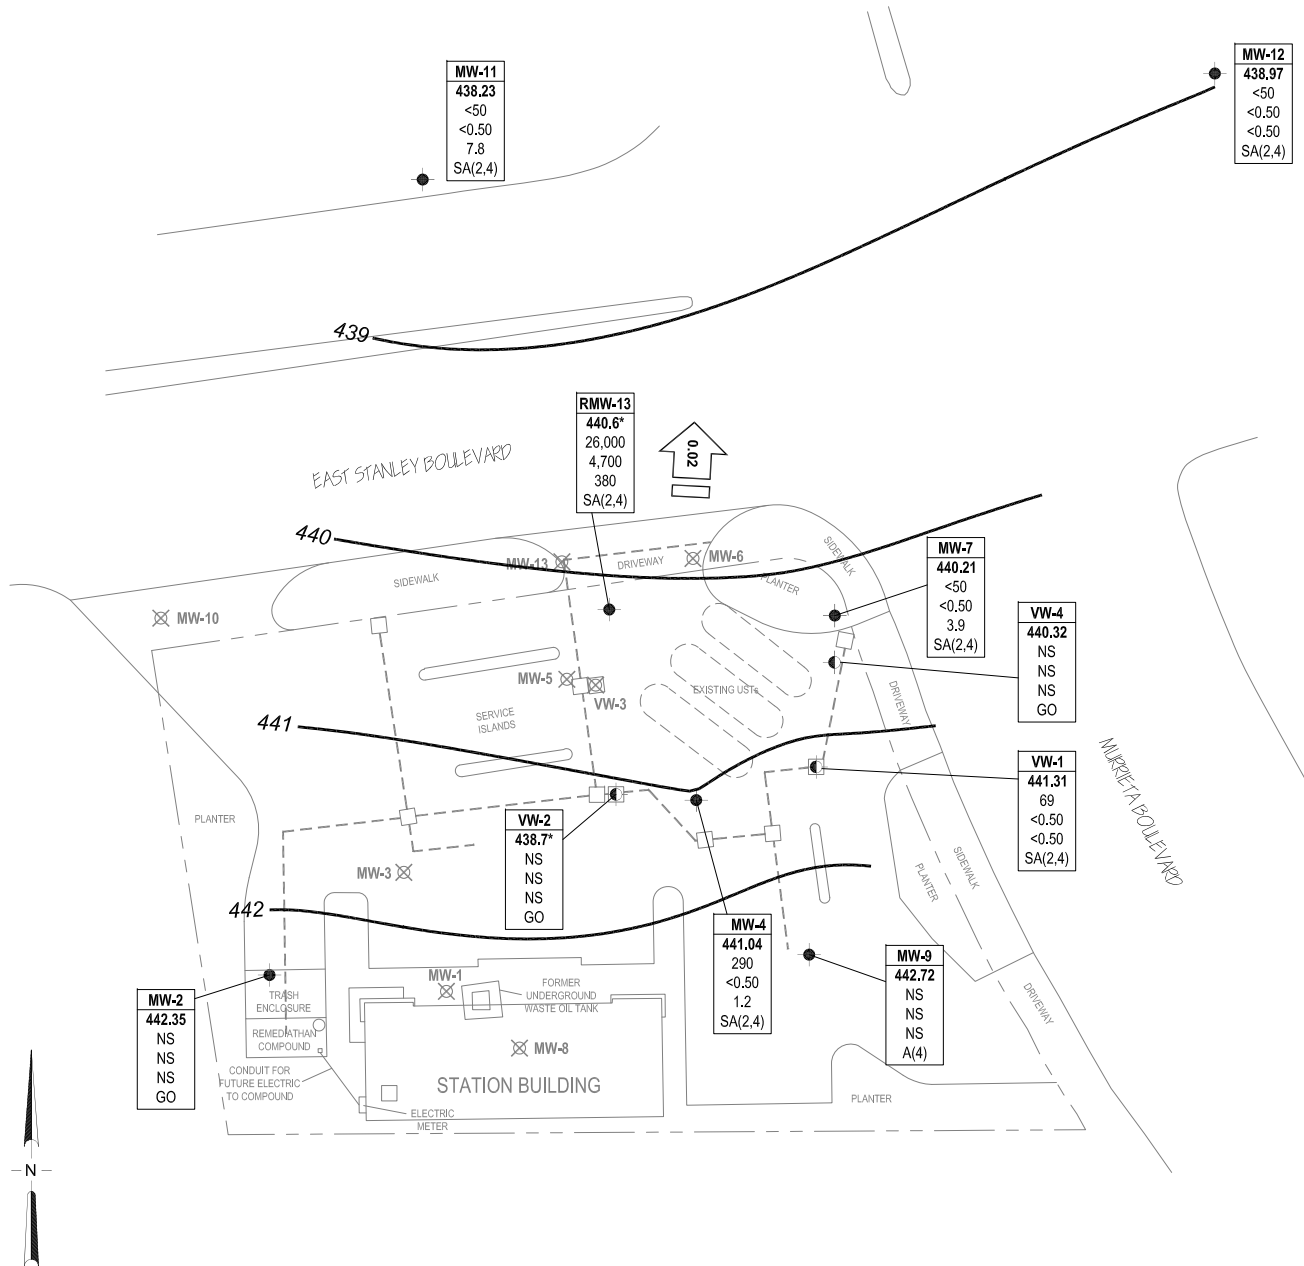 MW-11
438.23
<50
<0.50
7.8
SA(2,4)
MW-12
438.97
<50
<0.50
<0.50
SA(2,4)
439
RMW-13
440.6*
26,000
4,700
380
SA(2,4)
0.02
EAST STANLEY BOULEVARD
440
MW-13
DRIVEWAY
MW-6
SIDEWALK
SIDEWALK
PLANTER
MW-7
440.21
<50
<0.50
3.9
SA(2,4)
MW-10
VW-4
440.32
NS
NS
NS
GO
MW-5
VW-3
EXISTING USTs
DRIVEWAY
SERVICE
ISLANDS
441
MURRIETA BOULEVARD
VW-1
441.31
69
<0.50
<0.50
SA(2,4)
PLANTER
VW-2
438.7*
NS
NS
NS
GO
MW-3
SIDEWALK
PLANTER
442
MW-4
441.04
290
<0.50
1.2
SA(2,4)
MW-9
442.72
NS
NS
NS
A(4)
MW-2
442.35
NS
NS
NS
GO
TRASH
ENCLOSURE
MW-1
FORMER
UNDERGROUND
WASTE OIL TANK
DRIVEWAY
REMEDIATHAN
COMPOUND
MW-8
CONDUIT FOR
FUTURE ELECTRIC
TO COMPOUND
STATION BUILDING
ELECTRIC
METER
PLANTER
N